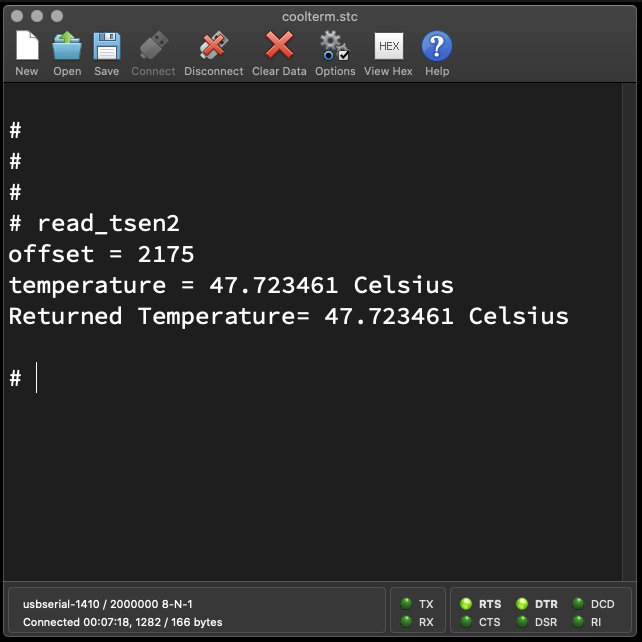 coolterm.stc
HEX
New Open Save Connect Disconnect Clear Data Options View Hex Help
#
#
#
# read_tsen2
offset = 2175
temperature = 47.723461 Celsius
Returned Temperature= 47.723461 Celsius
#
usbserial-1410 / 2000000 8-N-1
Connected 00:07:18, 1282 / 166 bytes
TX RTS DTR DCD
RX CTS DSR RI